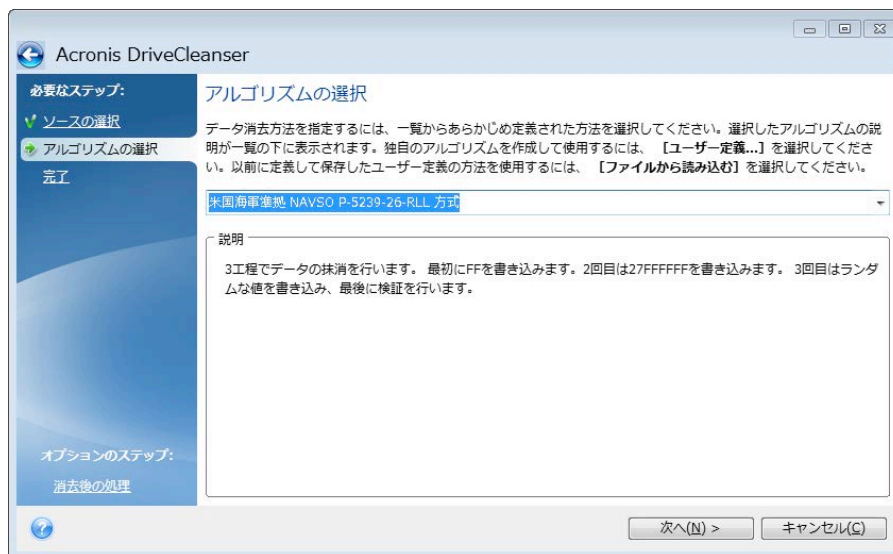 Acronis DriveCleanser
必要なステップ:
ソースの選択
アルゴリズムの選択
完了
オプションのステップ:
消去後の処理
アルゴリズムの選択
データ消去方法を指定するには、一覧からあらかじめ定義された方法を選択してください。選択したアルゴリズムの説
明が一覧の下に表示されます。独自のアルゴリズムを作成して使用するには、 [ユーザー定義...] を選択してくださ
い。以前に定義して保存したユーザー定義の方法を使用するには、 [ファイルから読み込む] を選択してください。
米国海軍準拠 NAVSO P-5239-26-RLL 方式
説明
3工程でデータの抹消を行います。 最初にFFを書き込みます。2回目は27FFFFFFを書き込みます。 3回目はランダ
ムな値を書き込み、最後に検証を行います。
次へ(N) >
キャンセル(C)